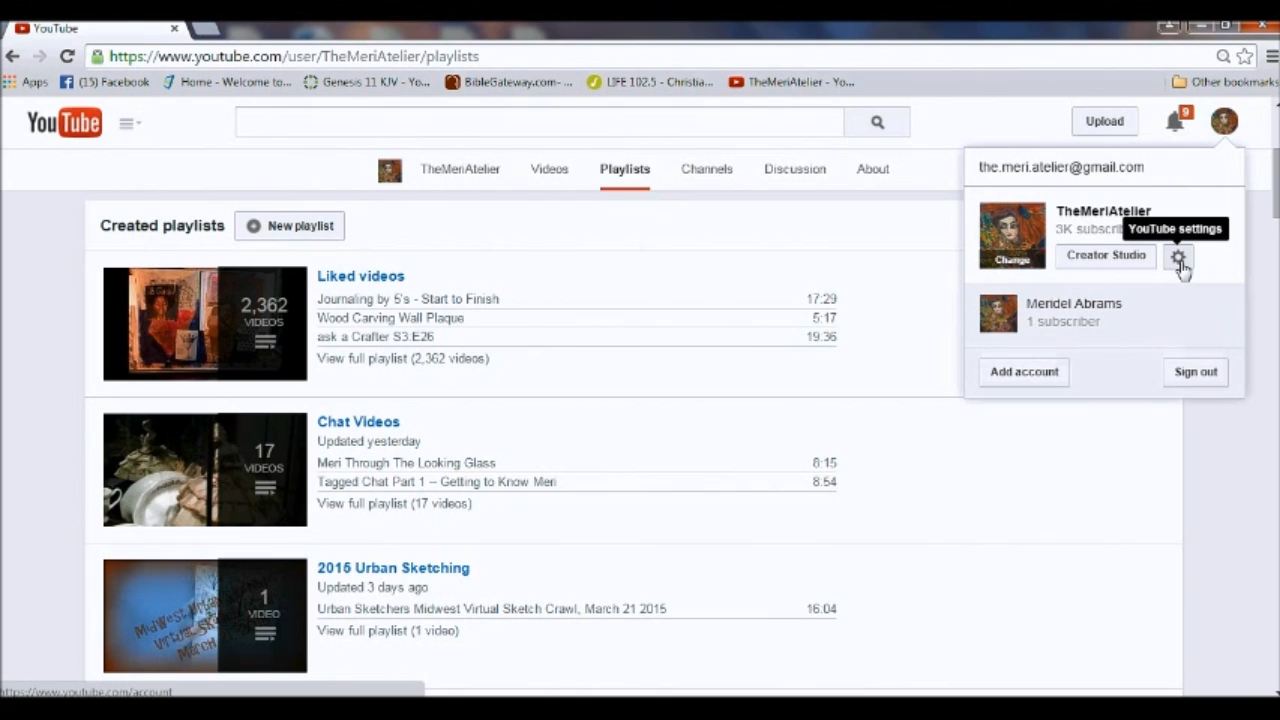 YouTube
https://www.youtube.com/user/TheMeriAtelier/playlists
Apps (15) Facebook Home - Welcome to... Genesis 11 KJV - Yo... BibleGateway.com- ... LIFE 102.5 - Christia... TheMeriAtelier - Yo... Other bookmarks
YouTube Upload 9
TheMeriAtelier Videos Playlists Channels Discussion About
the.meri.atelier@gmail.com
TheMeriAtelier
3K subscri
YouTube settings
Change
Creator Studio
Meridel Abrams
1 subscriber
Add account Sign out
Created playlists New playlist
2,362
VIDEOS
Liked videos
Journaling by 5's - Start to Finish 17:29
Wood Carving Wall Plaque 5:17
ask a Crafter S3:E26 19:36
View full playlist (2,362 videos)
17
VIDEOS
Chat Videos
Updated yesterday
Meri Through The Looking Glass 8:15
Tagged Chat Part 1 -- Getting to Know Meri 8:54
View full playlist (17 videos)
MidWest Urban
Virtual Sketch
March
1
VIDEO
2015 Urban Sketching
Updated 3 days ago
Urban Sketchers Midwest Virtual Sketch Crawl, March 21 2015 16:04
View full playlist (1 video)
https://www.youtube.com/account